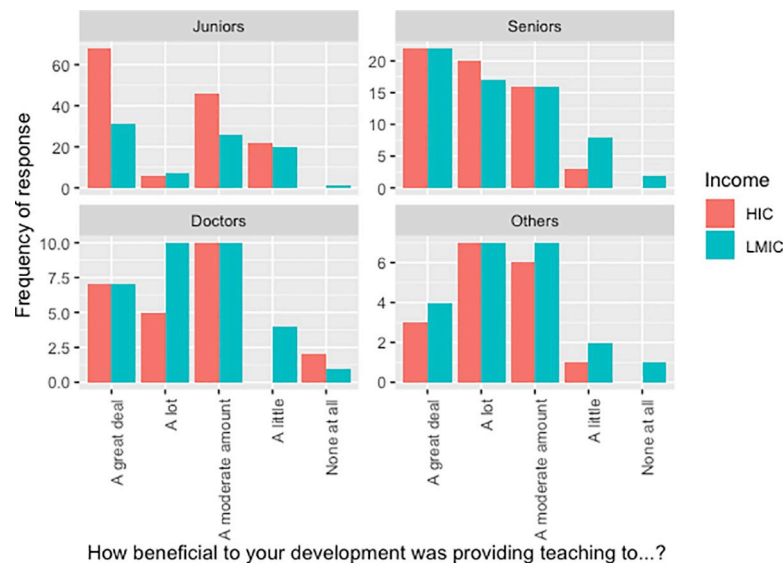 Juniors
Seniors
60
40
20
0
20
15
10
5
0
Doctors
Others
10.0
7.5
5.0
2.5
0.0
6
4
2
0
A great deal
A lot
A moderate amount
A little
None at all
A great deal
A lot
A moderate amount
A little
None at all
Frequency of response
How beneficial to your development was providing teaching to...?
Income
HIC
LMIC